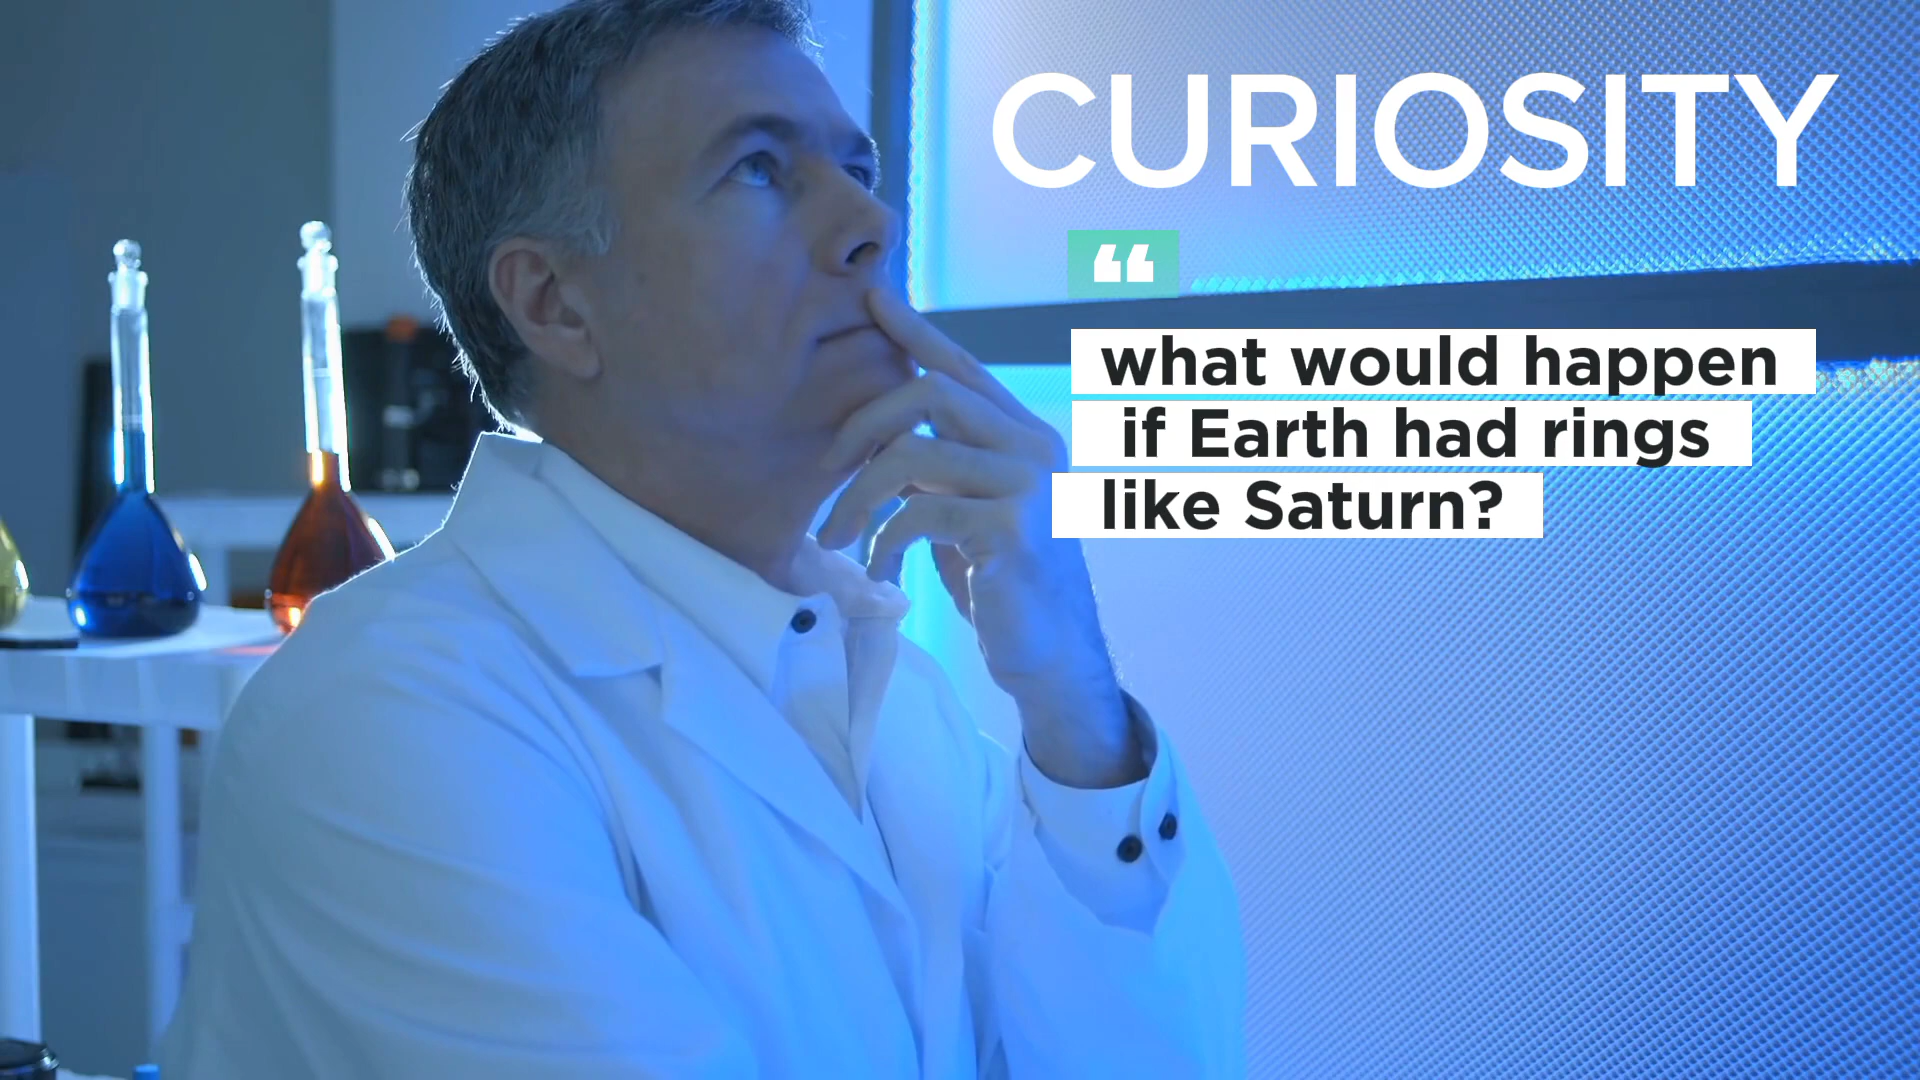 CURIOSITY
“
what would happen
if Earth had rings
like Saturn?